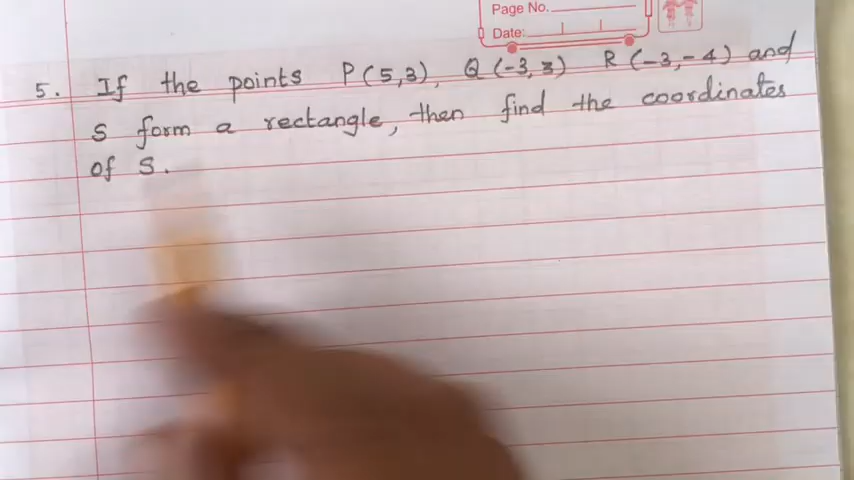 Page No.
Date:
5. If the points P(5,3), Q(-3,3) R(-3,-4) and
S form a rectangle, then find the coordinates
of S.